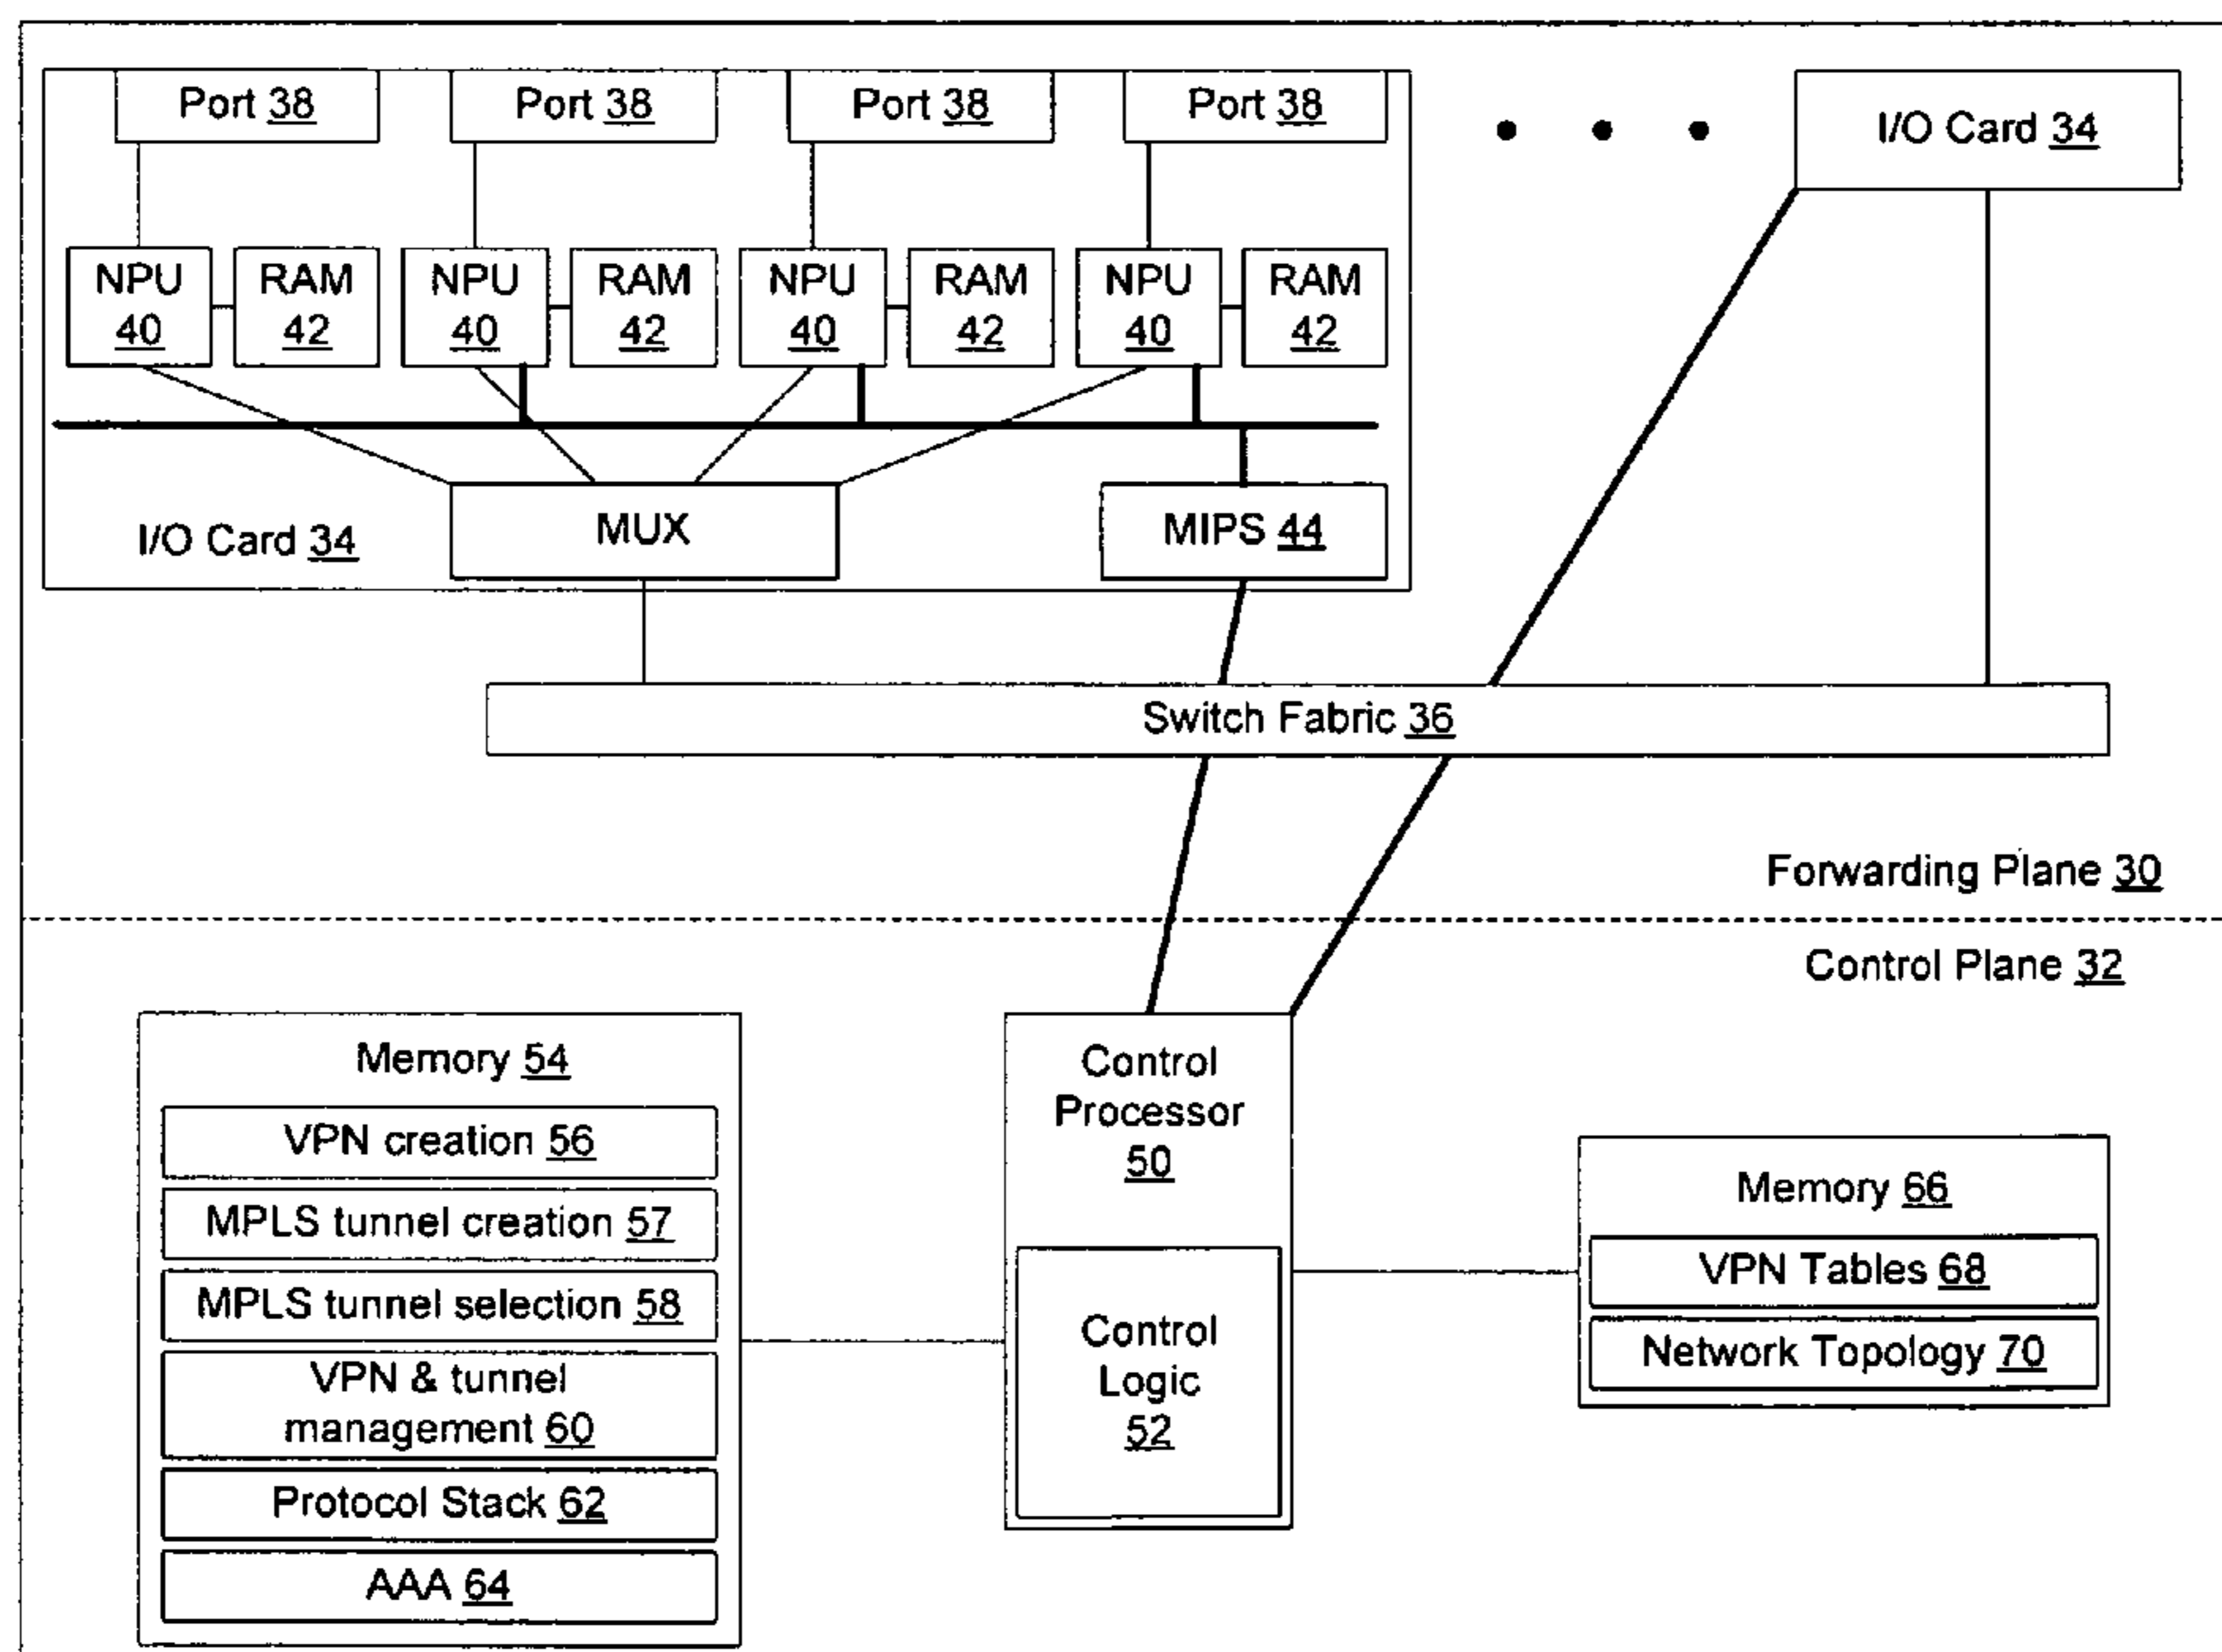 Port 38
Port 38
Port 38
Port 38
I/O Card 34
NPU
40
RAM
42
NPU
40
RAM
42
NPU
40
RAM
42
NPU
40
RAM
42
I/O Card 34
MUX
MIPS 44
Switch Fabric 36
Forwarding Plane 30
Control Plane 32
Memory 54
VPN creation 56
MPLS tunnel creation 57
MPLS tunnel selection 58
VPN & tunnel
management 60
Protocol Stack 62
AAA 64
Control
Processor
50
Control
Logic
52
Memory 66
VPN Tables 68
Network Topology 70